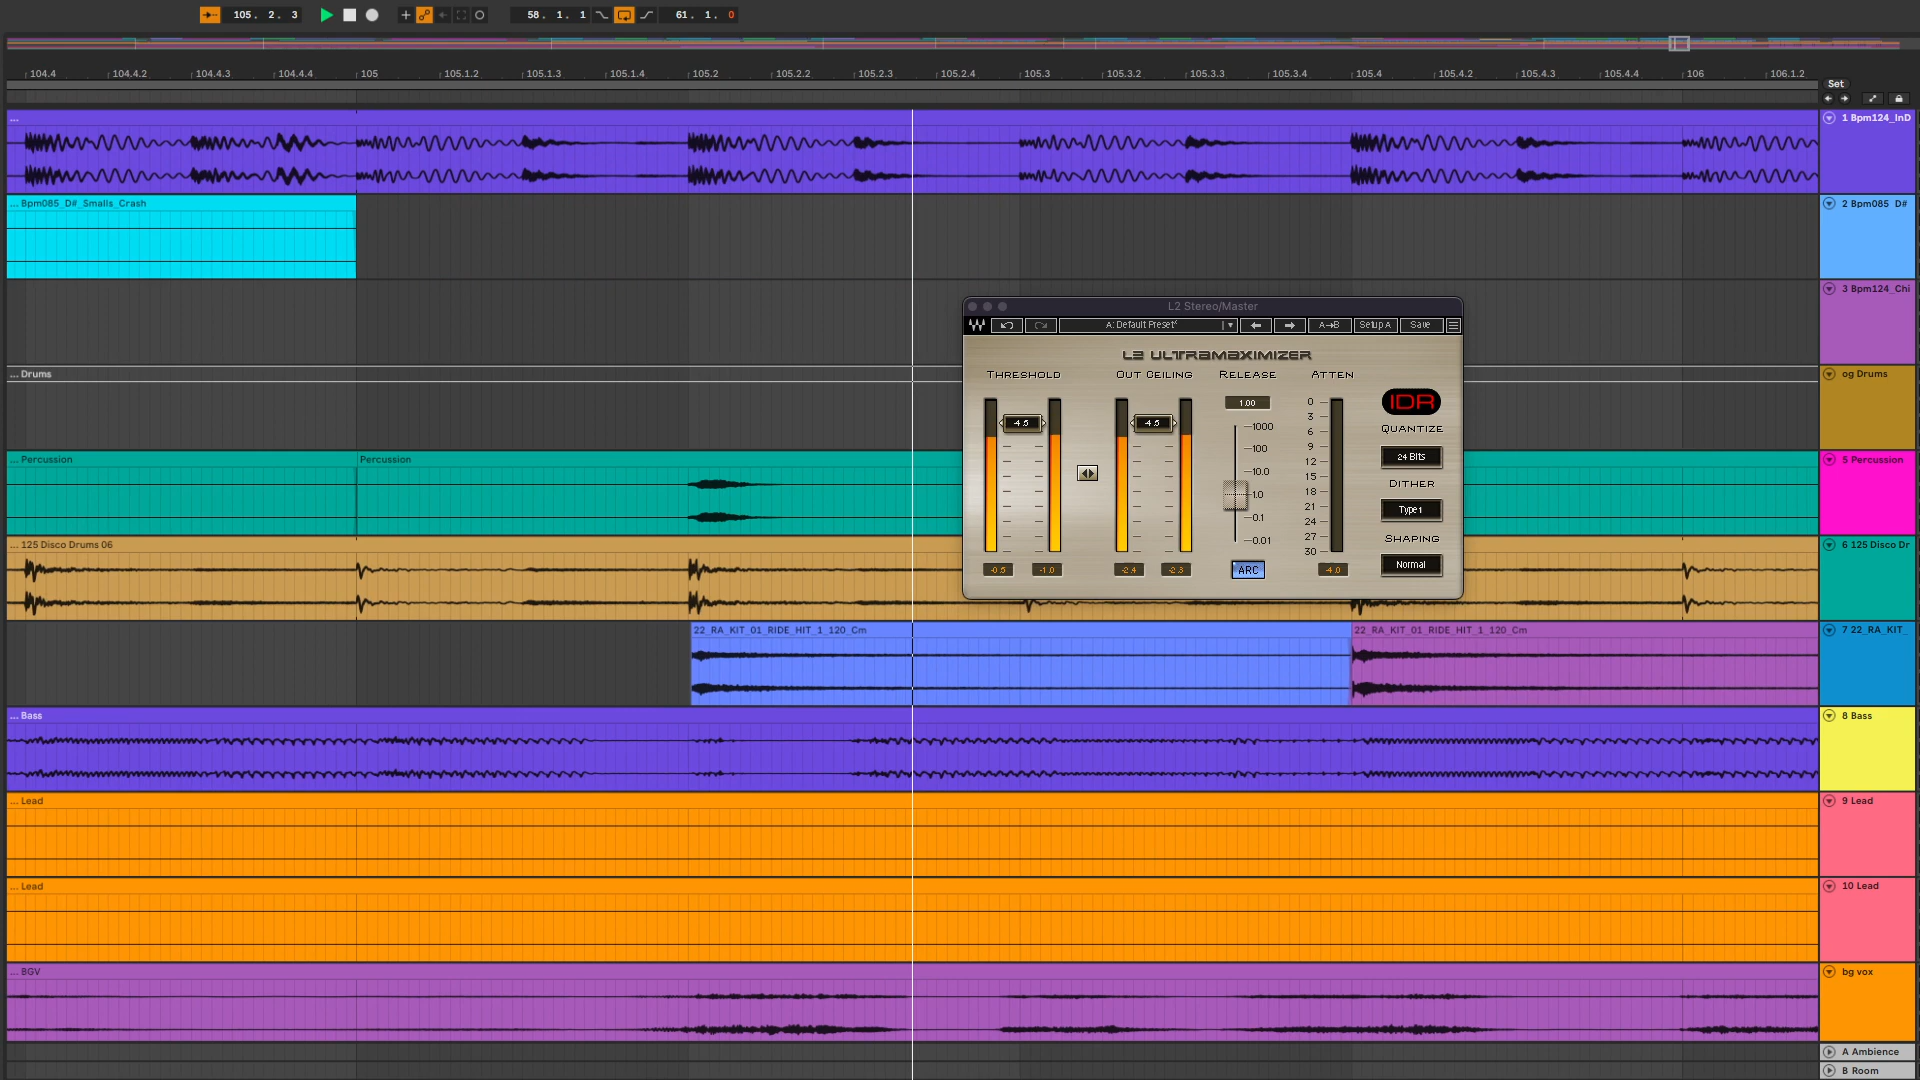 105. 2. 3
58. 1. 1
61. 1. 0
104.4 104.4.2 104.4.3 104.4.4 105 105.1.2 105.1.3 105.1.4 105.2 105.2.2 105.2.3 105.2.4 105.3 105.3.2 105.3.3 105.3.4 105.4 105.4.2 105.4.3 105.4.4 106 106.1.2
Set
...
1 Bpm124_InD
... Bpm085_D#_Smalls_Crash
2 Bpm085 D#
3 Bpm124_Chi
... Drums
og Drums
... Percussion
Percussion
5 Percussion
... 125 Disco Drums 06
6 125 Disco Dr
22_RA_KIT_01_RIDE_HIT_1_120_Cm
22_RA_KIT_01_RIDE_HIT_1_120_Cm
7 22_RA_KIT_
... Bass
8 Bass
... Lead
9 Lead
... Lead
10 Lead
... BGV
bg vox
A Ambience
B Room
L2 Stereo/Master
A: Default Preset*
A→B
Setup A
Save
L2 ULTRAMAXIMIZER
THRESHOLD
OUT CEILING
RELEASE
ATTEN
-4.5
-4.5
1.00
1000
100
10.0
1.0
0.1
0.01
0
3
6
9
12
15
18
21
24
27
30
-0.5
-1.0
-2.4
-2.3
ARC
-4.0
IDR
QUANTIZE
24 Bits
DITHER
Type1
SHAPING
Normal